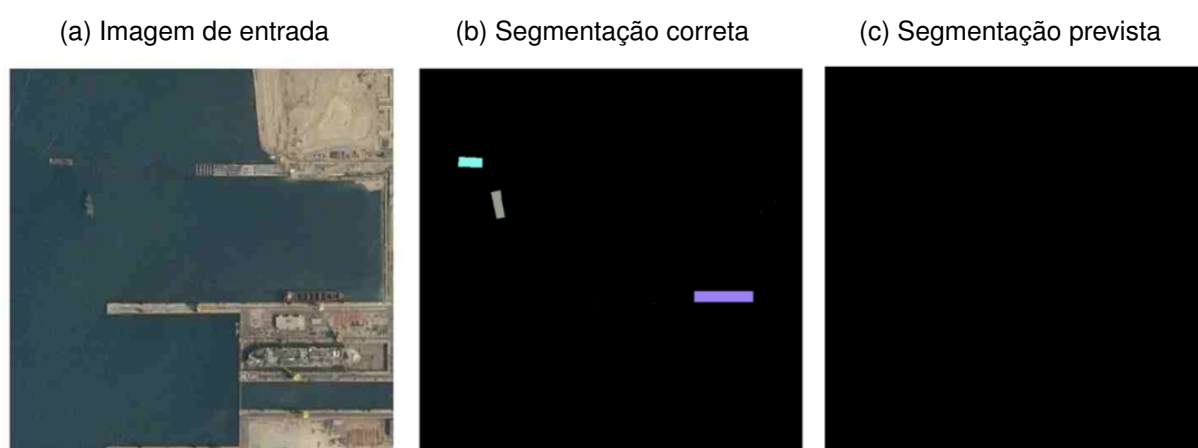 (a) Imagem de entrada
(b) Segmentação correta
(c) Segmentação prevista